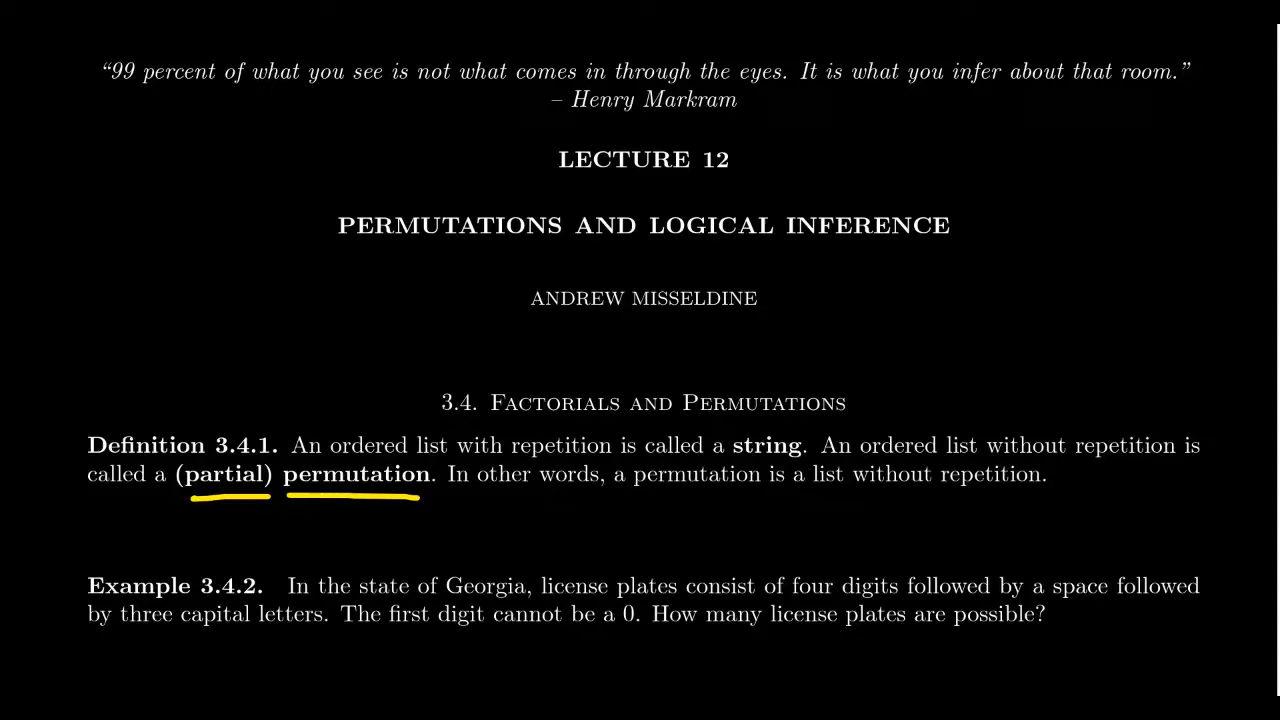 “99 percent of what you see is not what comes in through the eyes. It is what you infer about that room.”
– Henry Markram
LECTURE 12
PERMUTATIONS AND LOGICAL INFERENCE
ANDREW MISSELDINE
3.4. Factorials and Permutations
Definition 3.4.1. An ordered list with repetition is called a string. An ordered list without repetition is
called a (partial) permutation. In other words, a permutation is a list without repetition.
Example 3.4.2. In the state of Georgia, license plates consist of four digits followed by a space followed
by three capital letters. The first digit cannot be a 0. How many license plates are possible?